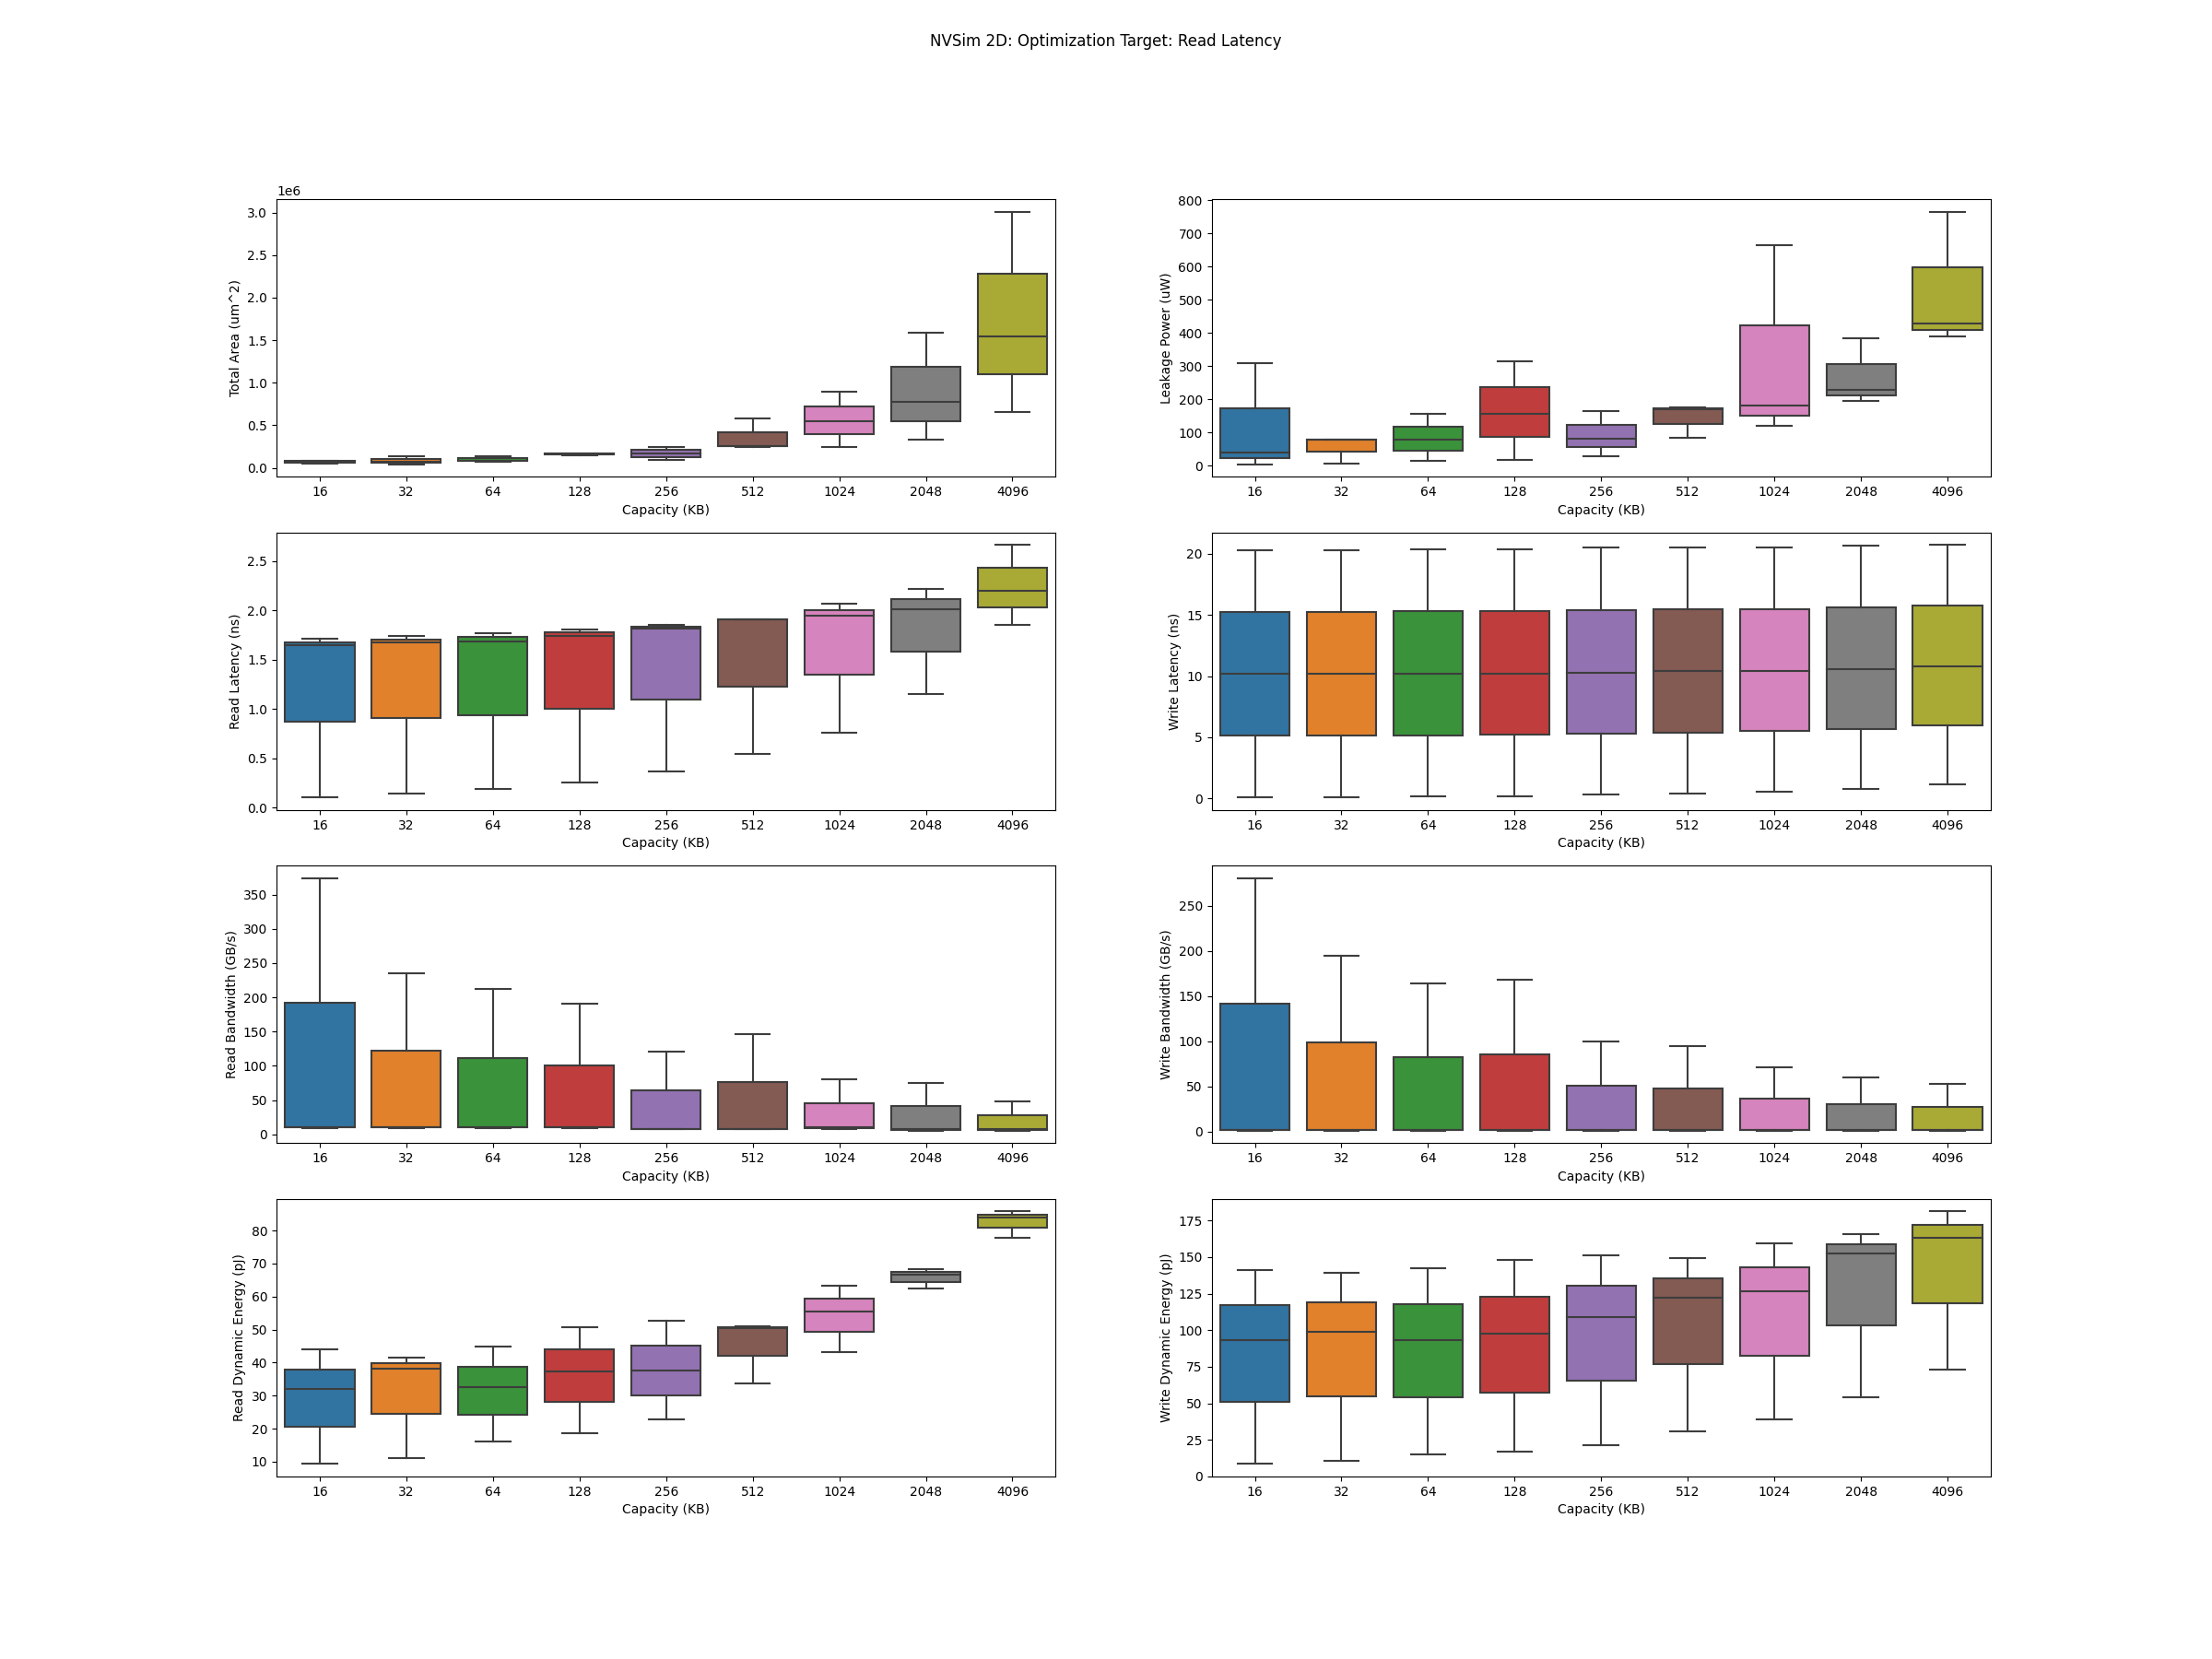 NVSim 2D: Optimization Target: Read Latency
1e6
Total Area (um^2)
3.0
2.5
2.0
1.5
1.0
0.5
0.0
16 32 64 128 256 512 1024 2048 4096
Capacity (KB)
Leakage Power (uW)
800
700
600
500
400
300
200
100
0
16 32 64 128 256 512 1024 2048 4096
Capacity (KB)
Read Latency (ns)
2.5
2.0
1.5
1.0
0.5
0.0
16 32 64 128 256 512 1024 2048 4096
Capacity (KB)
Write Latency (ns)
20
15
10
5
0
16 32 64 128 256 512 1024 2048 4096
Capacity (KB)
Read Bandwidth (GB/s)
350
300
250
200
150
100
50
0
16 32 64 128 256 512 1024 2048 4096
Capacity (KB)
Write Bandwidth (GB/s)
250
200
150
100
50
0
16 32 64 128 256 512 1024 2048 4096
Capacity (KB)
Read Dynamic Energy (pJ)
80
70
60
50
40
30
20
10
16 32 64 128 256 512 1024 2048 4096
Capacity (KB)
Write Dynamic Energy (pJ)
175
150
125
100
75
50
25
0
16 32 64 128 256 512 1024 2048 4096
Capacity (KB)